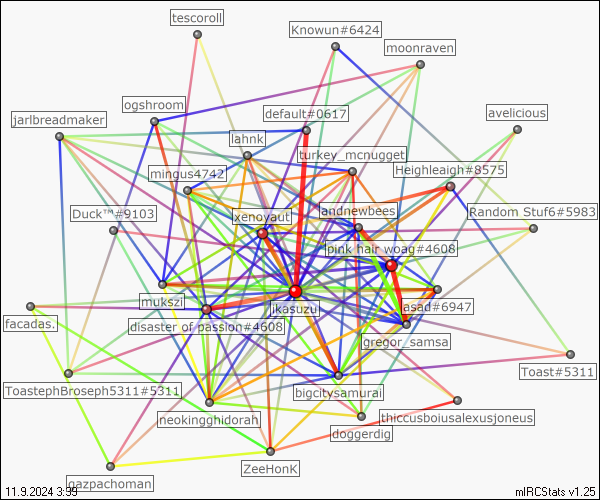 tescoroll
Knowun#6424
moonraven
ogshroom
default#0617
avelicious
jarlbreadmaker
lahnk
turkey_mcnugget
mingus4742
Heighleaigh#8575
Duck™#9103
xenoyaut
andnewbees
Random Stuf6#5983
pink hair woag#4608
mukszi
ikasuzu
asad#6947
facadas.
disaster of passion#4608
gregor_samsa
Toast#5311
ToastephBroseph5311#5311
bigcitysamurai
neokingghidorah
doggerdig
thiccusboiusalexusjoneus
ZeeHonK
gazpachoman
11.9.2024 3:99
mIRCStats v1.25